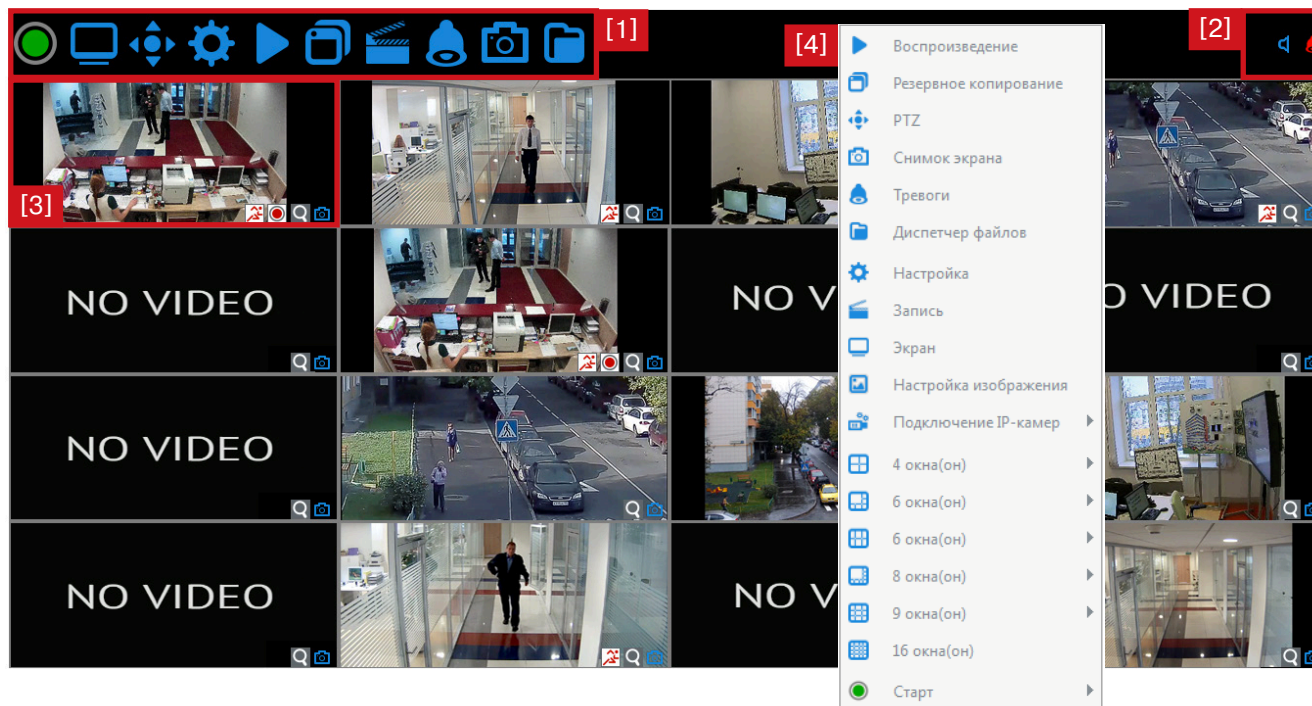 [1]
[4]
[2]
[3]
Воспроизведение
Резервное копирование
PTZ
Снимок экрана
Тревоги
Диспетчер файлов
Настройка
Запись
Экран
Настройка изображения
Подключение IP-камер
4 окна(он)
6 окна(он)
6 окна(он)
8 окна(он)
9 окна(он)
16 окна(он)
Старт
NO VIDEO
NO V
O VIDEO
NO VIDEO
NO VIDEO
NO V